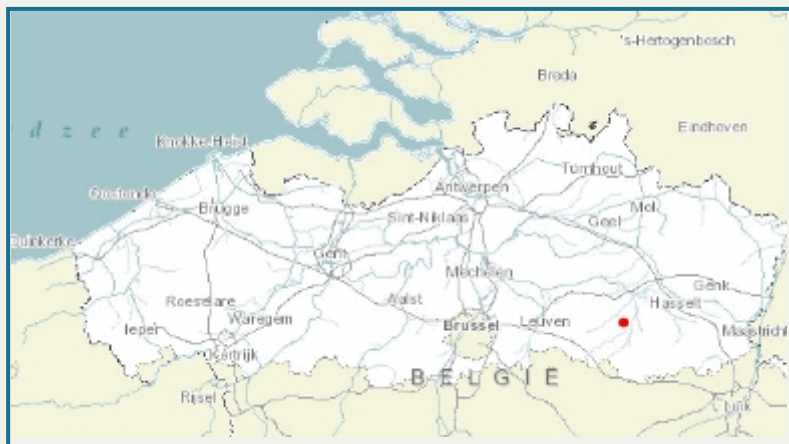 's-Hertogenbosch
Breda
Eindhoven
d z e e
Knokke-Heist
Turnhout
Oostende
Antwerpen
Mol
Brugge
Sint-Niklaas
Geel
Duinkerke
Gent
Mechelen
Genk
Roeselare
Aalst
Hasselt
Ieper
Waregem
Brussel
Leuven
Maastricht
Kortrijk
BELGIË
Rijsel
Luik